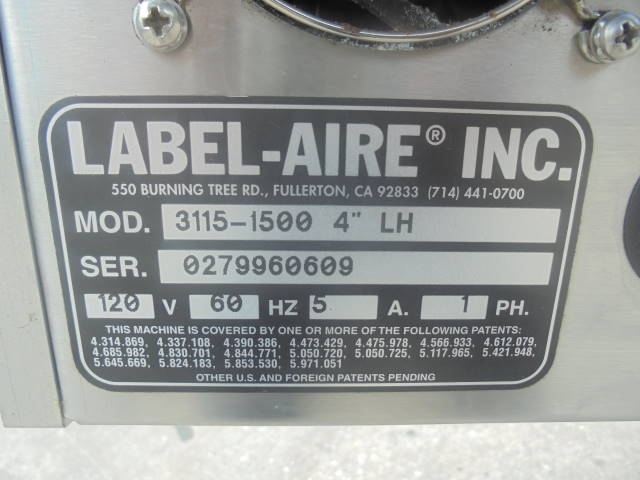 LABEL-AIRE® INC.
550 BURNING TREE RD., FULLERTON, CA 92833 (714) 441-0700
MOD. 3115-1500 4" LH
SER. 0279960609
120 V 60 HZ 5 A. 1 PH.
THIS MACHINE IS COVERED BY ONE OR MORE OF THE FOLLOWING PATENTS:
4.314.869, 4.337.108, 4.390.386, 4.473.429, 4.475.978, 4.566.933, 4.612.079,
4.685.982, 4.830.701, 4.844.771, 5.050.720, 5.050.725, 5.117.965, 5.421.948,
5.645.669, 5.824.183, 5.853.530, 5.971.051
OTHER U.S. AND FOREIGN PATENTS PENDING